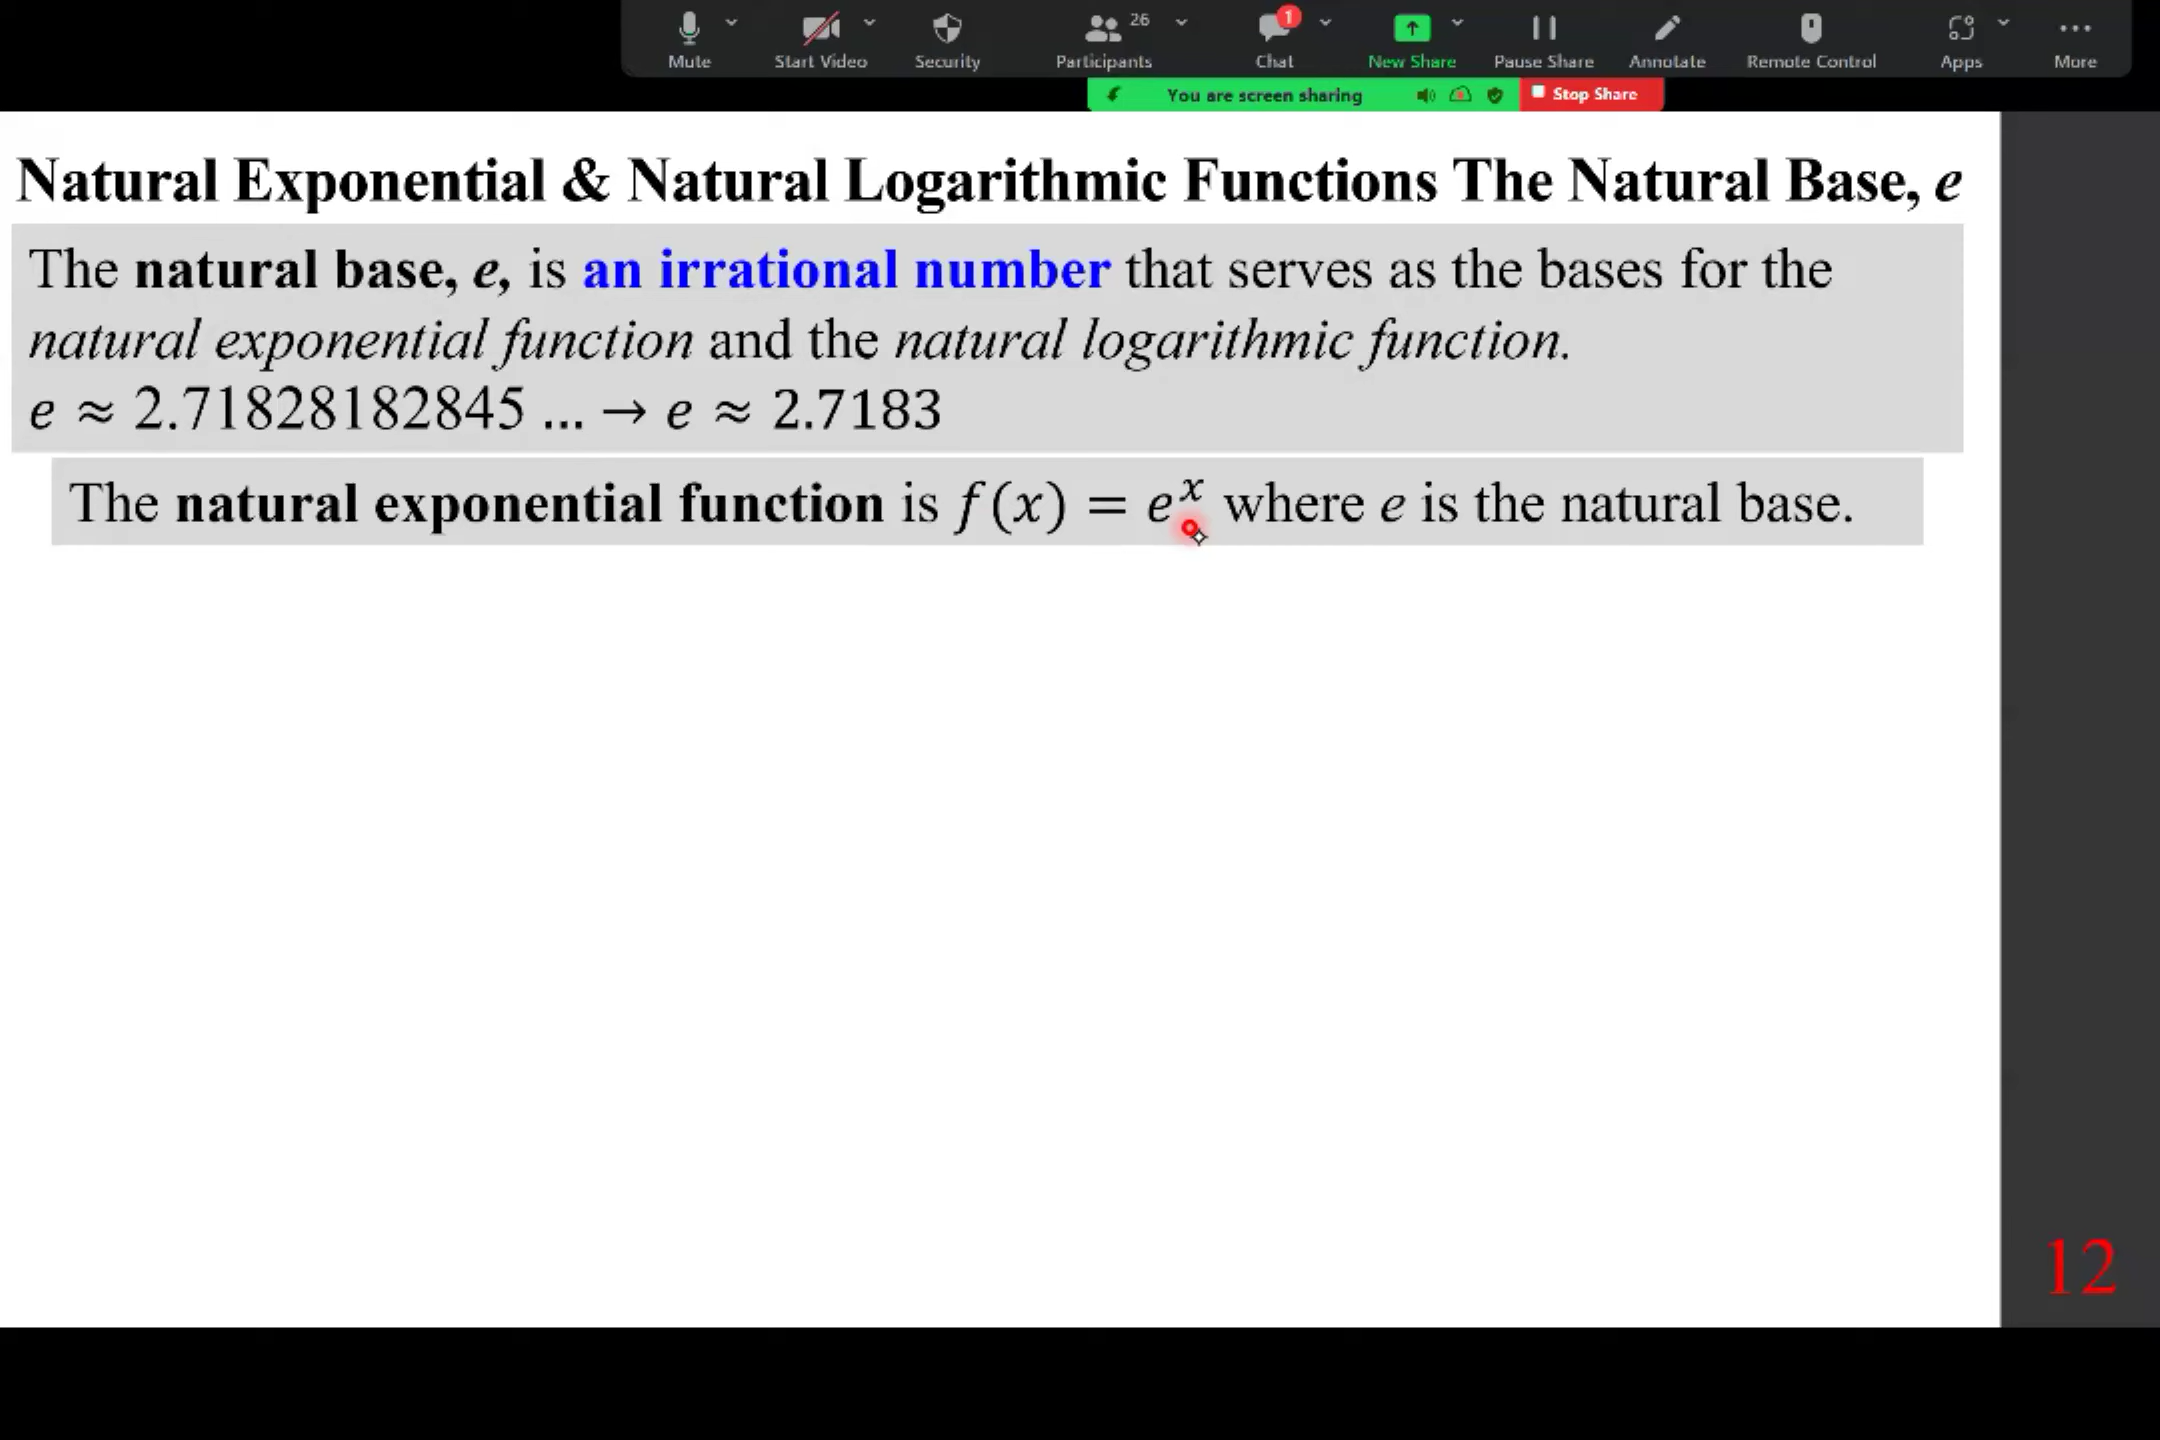 Mute Start Video Security Participants 26 Chat 1 New Share Pause Share Annotate Remote Control Apps More
You are screen sharing Stop Share
Natural Exponential & Natural Logarithmic Functions The Natural Base, e
The natural base, e, is an irrational number that serves as the bases for the
natural exponential function and the natural logarithmic function.
e ≈ 2.71828182845 ... → e ≈ 2.7183
The natural exponential function is f(x) = eˣ where e is the natural base.
12